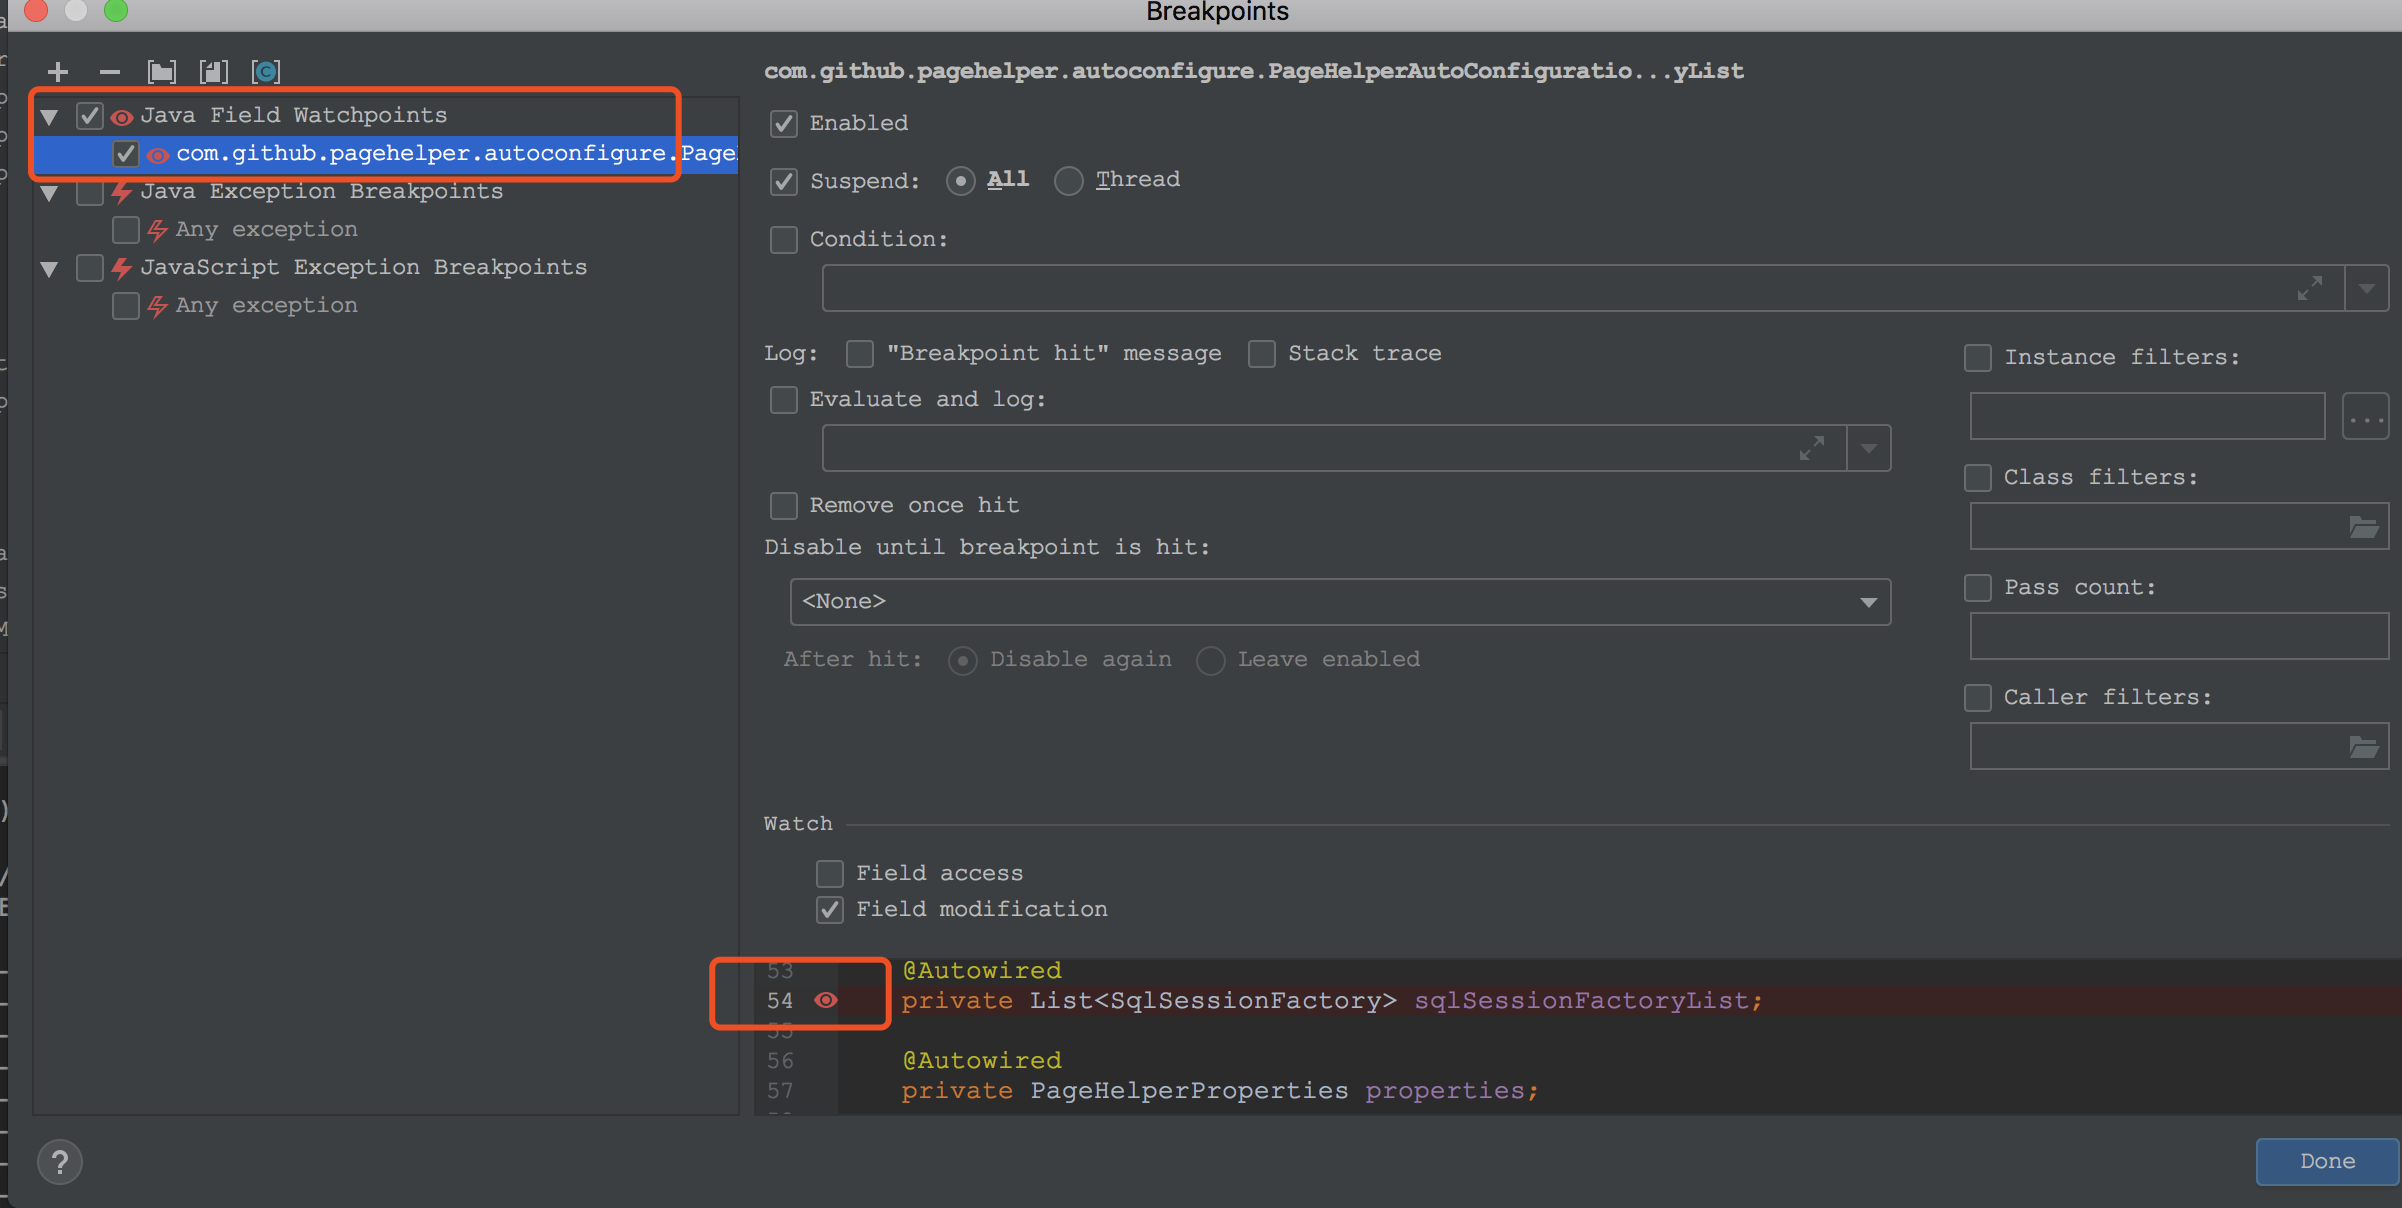 Breakpoints
Java Field Watchpoints
com.github.pagehelper.autoconfigure.Page
Java Exception Breakpoints
Any exception
JavaScript Exception Breakpoints
Any exception
com.github.pagehelper.autoconfigure.PageHelperAutoConfiguratio...yList
Enabled
Suspend: All Thread
Condition:
Log: "Breakpoint hit" message Stack trace
Evaluate and log:
Remove once hit
Disable until breakpoint is hit:
<None>
After hit: Disable again Leave enabled
Instance filters:
...
Class filters:
Pass count:
Caller filters:
Watch
Field access
Field modification
53 @Autowired
54 private List<SqlSessionFactory> sqlSessionFactoryList;
55
56 @Autowired
57 private PageHelperProperties properties;
?
Done